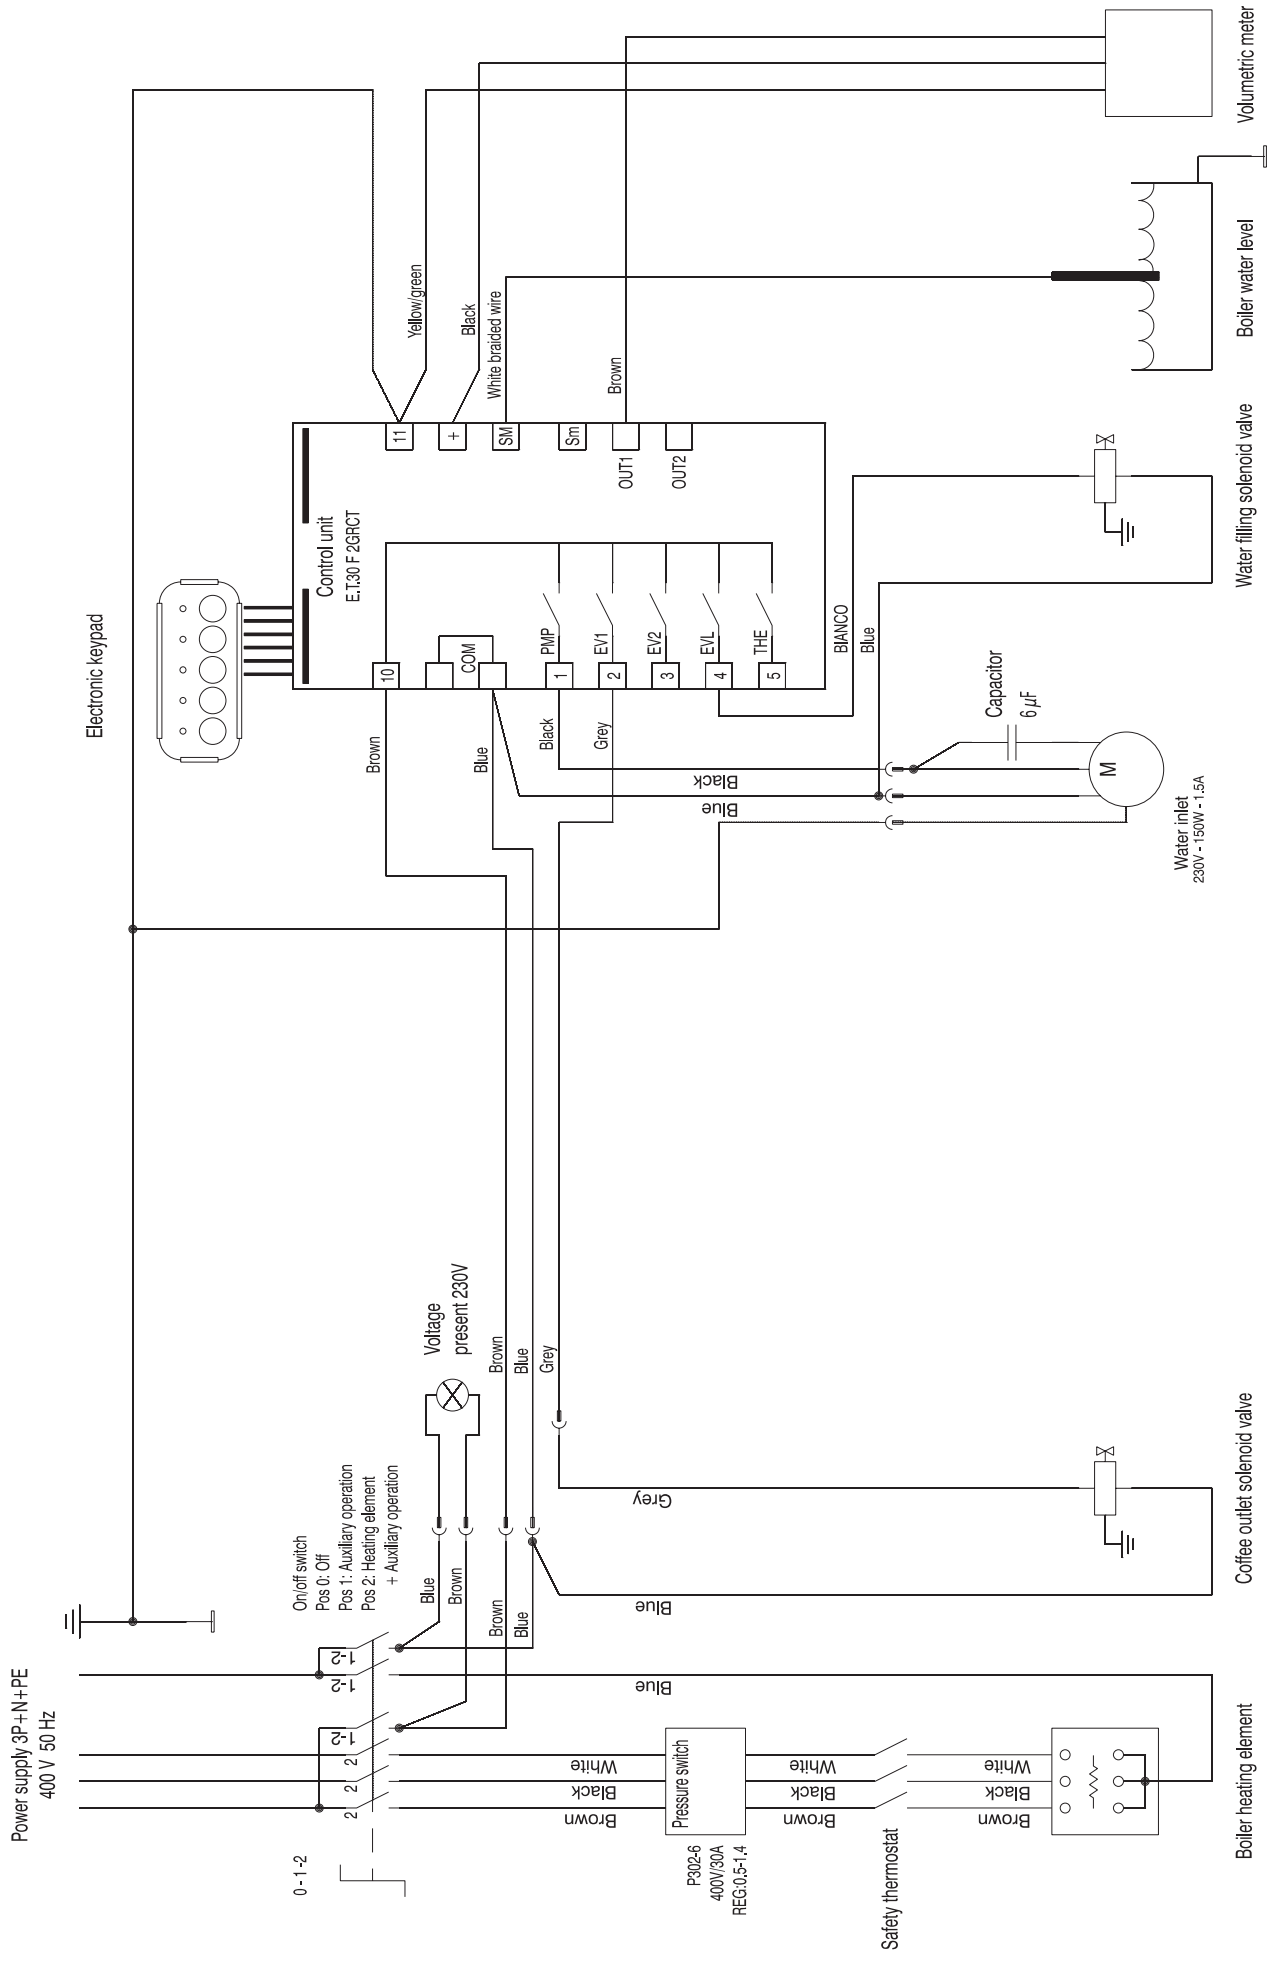 Power supply 3P+N+PE
400 V 50 Hz
0 - 1 -2
2
2
2
1-2
1-2
1-2
On/off switch
Pos 0: Off
Pos 1: Auxiliary operation
Pos 2: Heating element
+ Auxiliary operation
Blue
Brown
Brown
Blue
Voltage
present 230V
Brown
Blue
Grey
Blue
Grey
Blue
Brown
Black
White
Pressure switch
P302-6
400V/30A
REG:0.5-1.4
Brown
Black
White
Safety thermostat
Brown
Black
White
Boiler heating element
Coffee outlet solenoid valve
Electronic keypad
Control unit
E.T.30 F 2GRCT
10
COM
1
PMP
2
EV1
3
EV2
4
EVL
5
THE
11
+
SM
Sm
OUT1
OUT2
Brown
Blue
Black
Grey
Black
Blue
BIANCO
Blue
Capacitor
6 µF
M
Water inlet
230V - 150W - 1.5A
Yellow/green
Black
White braided wire
Brown
Water filling solenoid valve
Boiler water level
Volumetric meter